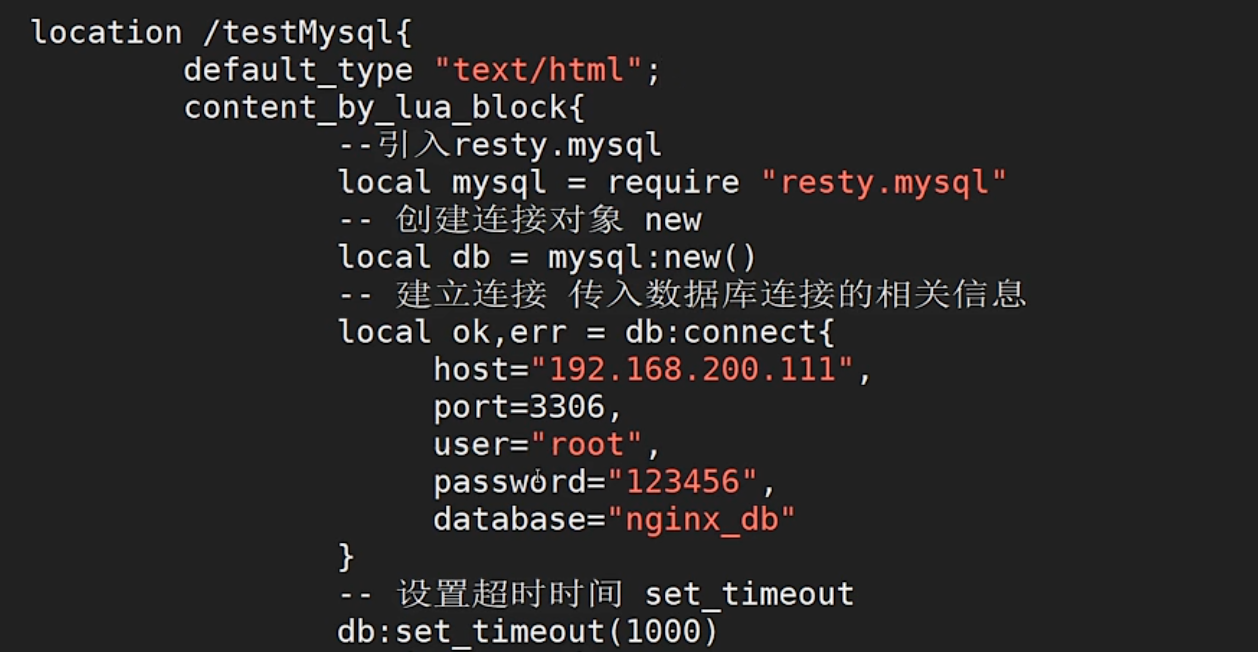 location /testMysql{
default_type "text/html";
content_by_lua_block{
--引入resty.mysql
local mysql = require "resty.mysql"
-- 创建连接对象 new
local db = mysql:new()
-- 建立连接 传入数据库连接的相关信息
local ok,err = db:connect{
host="192.168.200.111",
port=3306,
user="root",
password="123456",
database="nginx_db"
}
-- 设置超时时间 set_timeout
db:set_timeout(1000)